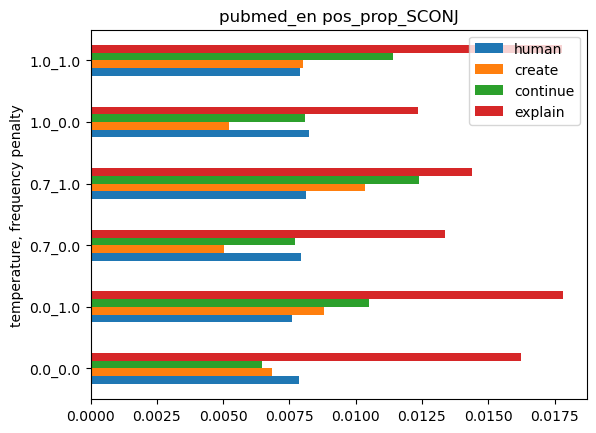 pubmed_en pos_prop_SCONJ
human
create
continue
explain
temperature, frequency penalty
1.0_1.0
1.0_0.0
0.7_1.0
0.7_0.0
0.0_1.0
0.0_0.0
0.0000 0.0025 0.0050 0.0075 0.0100 0.0125 0.0150 0.0175